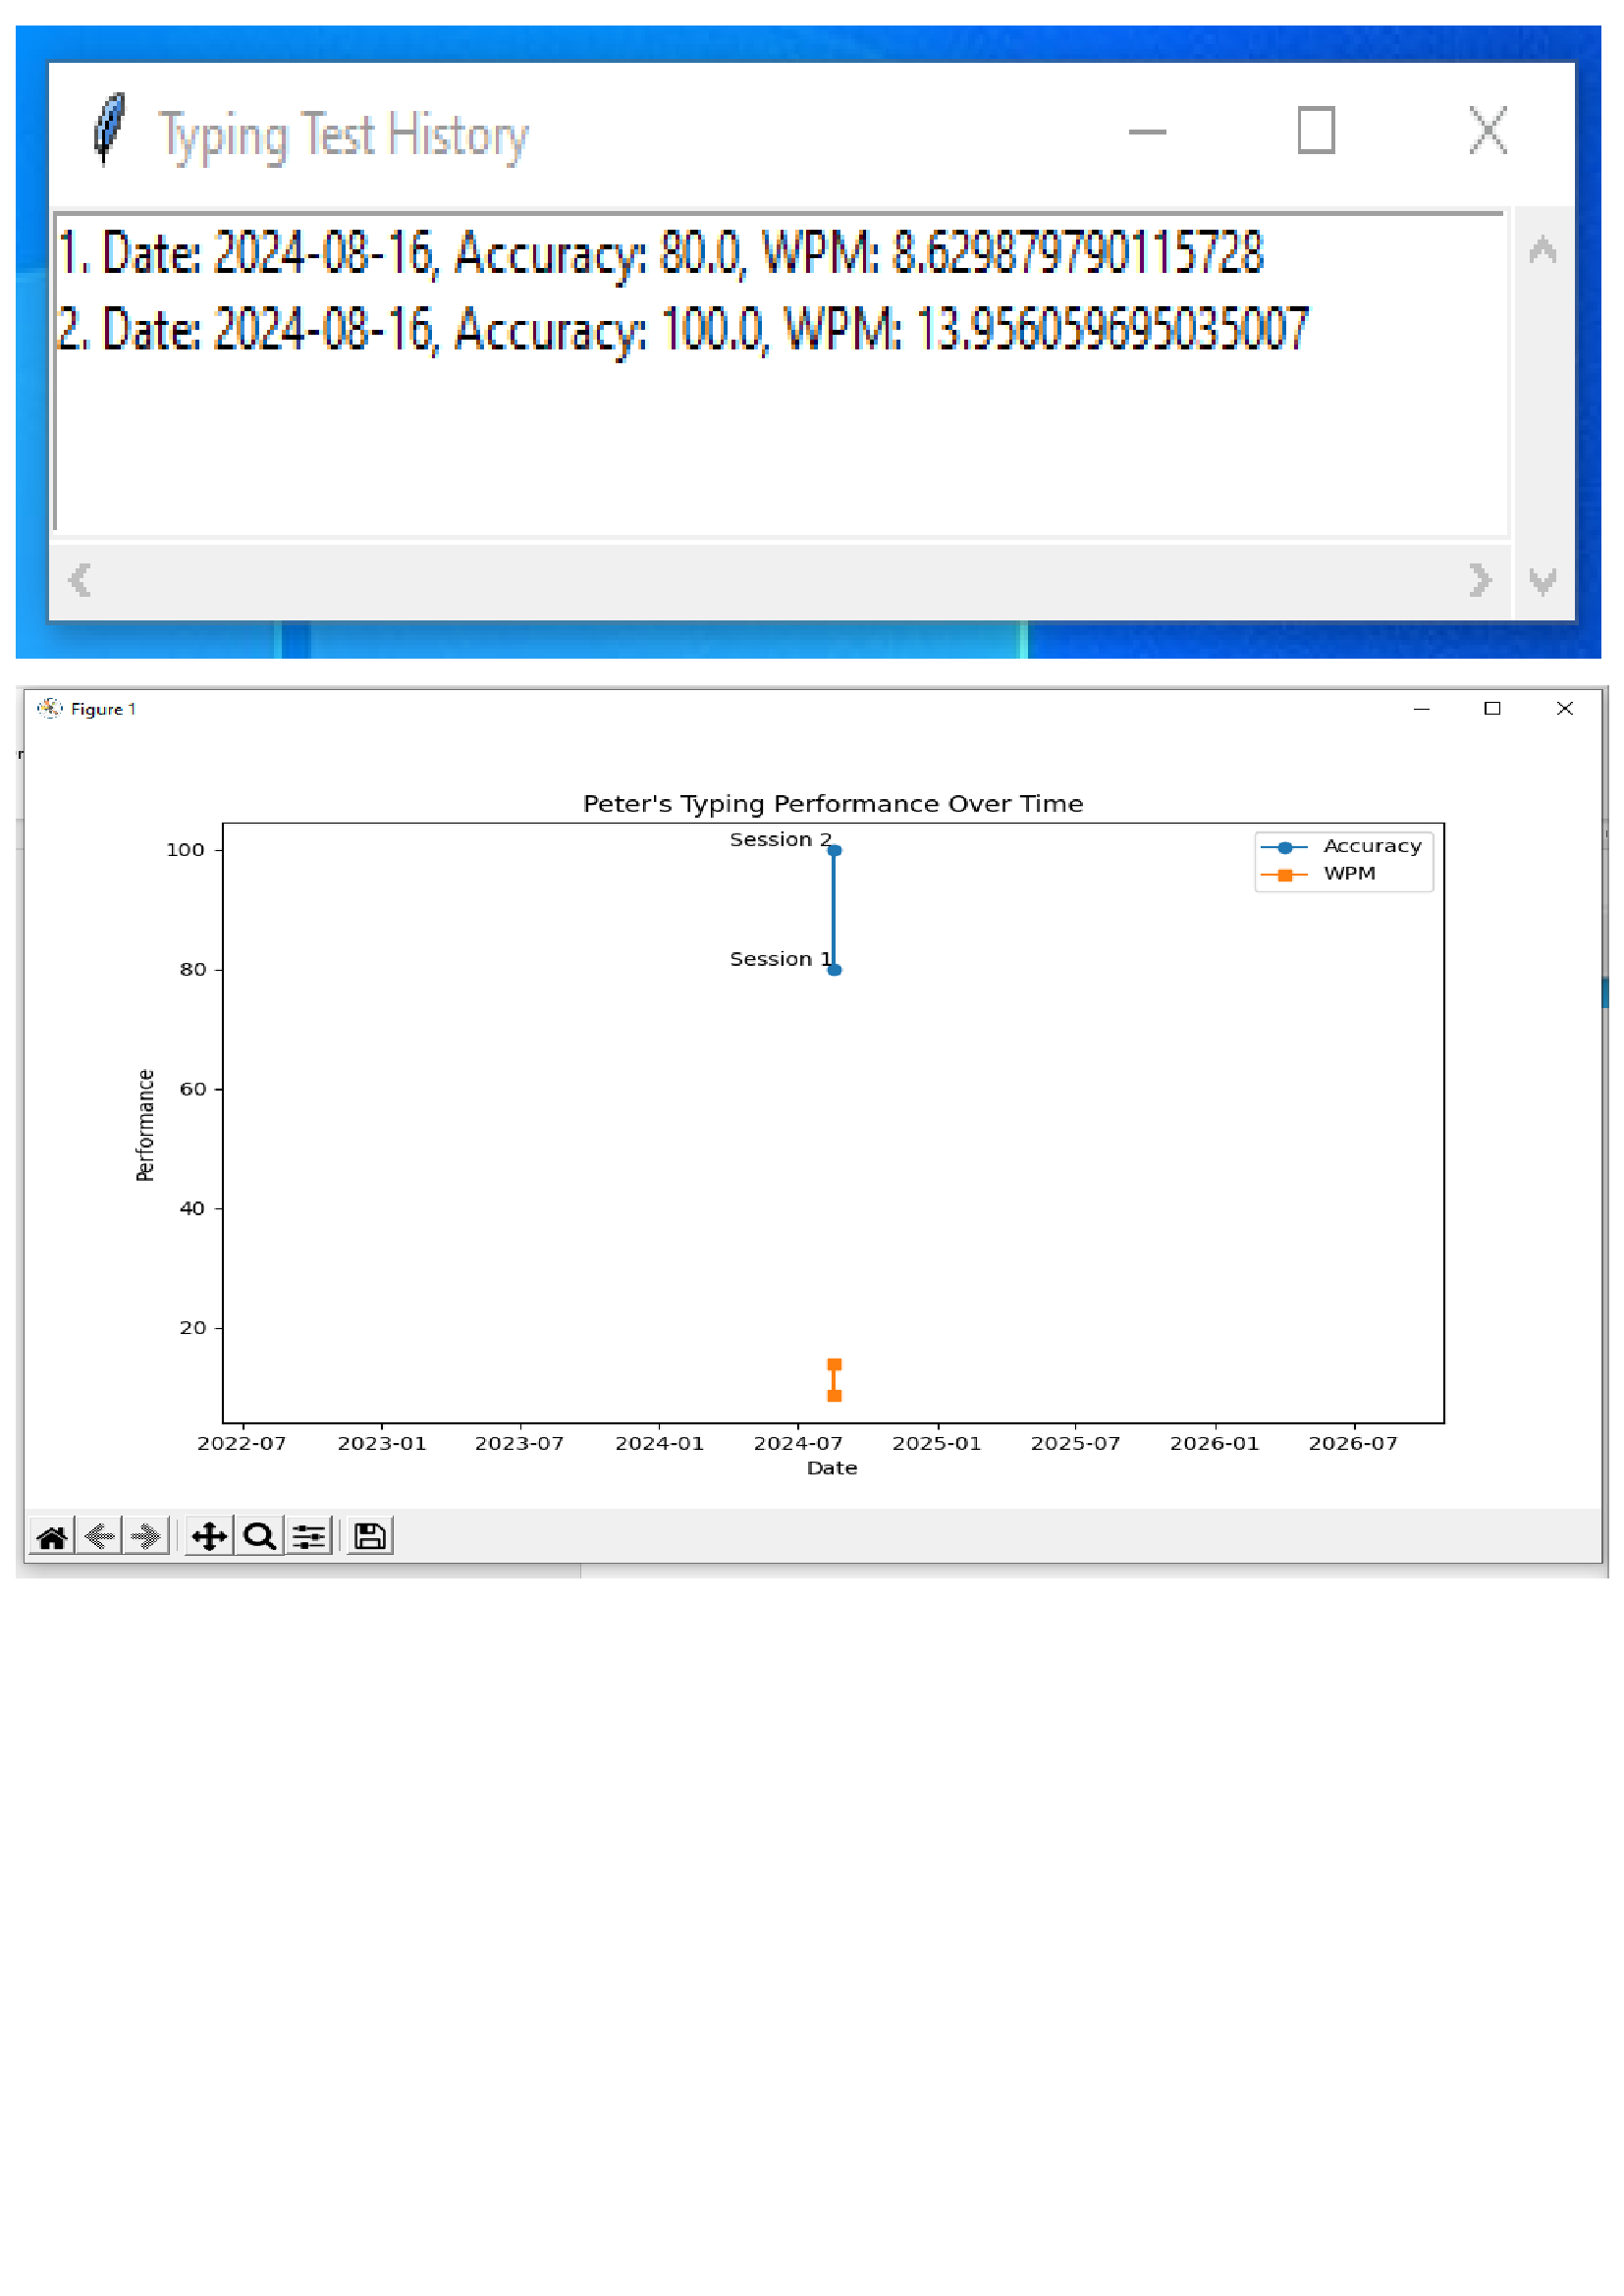 Typing Test History
1. Date: 2024-08-16, Accuracy: 80.0, WPM: 8.629879790115728
2. Date: 2024-08-16, Accuracy: 100.0, WPM: 13.956059695035007
Figure 1
Peter's Typing Performance Over Time
Session 2
Session 1
Accuracy
WPM
100
80
60
40
20
Performance
2022-07 2023-01 2023-07 2024-01 2024-07 2025-01 2025-07 2026-01 2026-07
Date